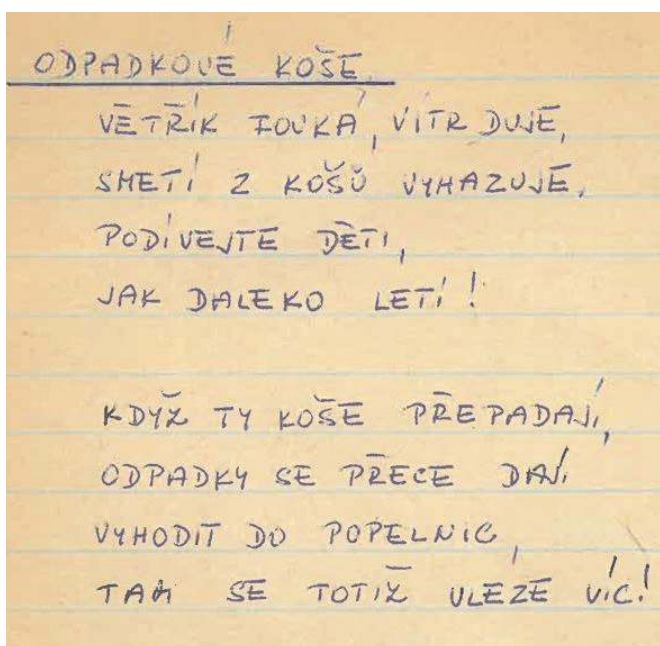 ODPADKOVÉ KOŠE
VĚTŘÍK FOUKÁ, VÍTR DUJE,
SMETÍ Z KOŠŮ VYHAZUJE.
PODÍVEJTE DĚTI,
JAK DALEKO LETÍ!
KDYŽ TY KOŠE PŘEPADAJÍ,
ODPADKY SE PŘECE DAJÍ
VYHODIT DO POPELNIC,
TAM SE TOTIŽ VLEZE VÍC!